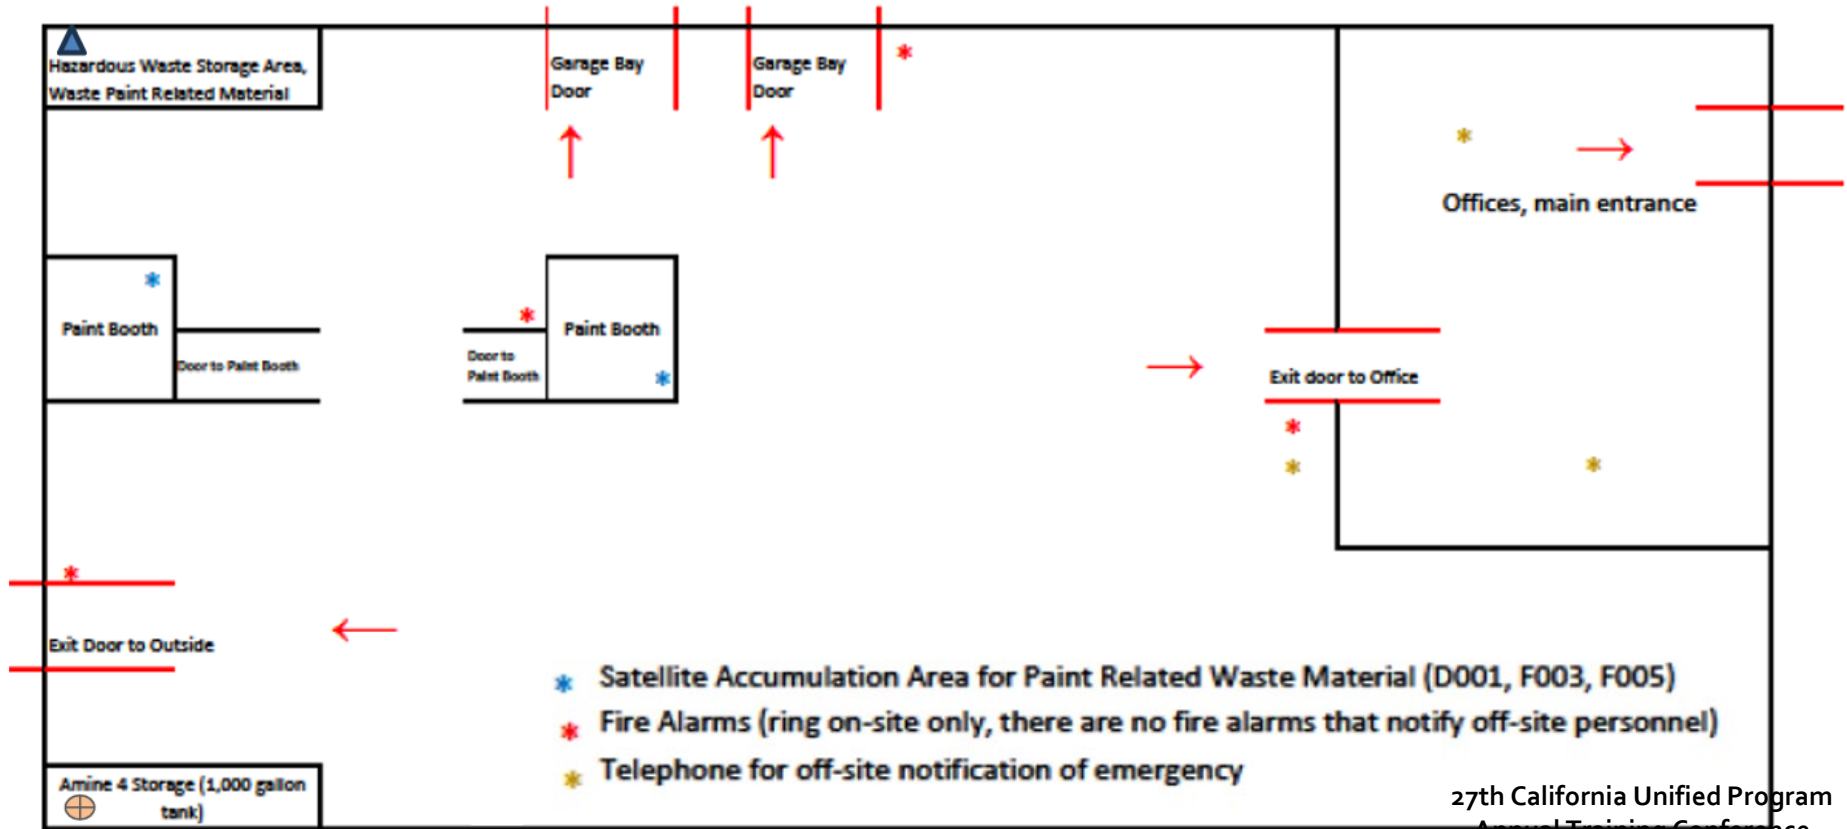 Hazardous Waste Storage Area,
Waste Paint Related Material
Garage Bay
Door
Garage Bay
Door
Offices, main entrance
Paint Booth
Door to Paint Booth
Door to
Paint Booth
Paint Booth
Exit door to Office
Exit Door to Outside
Satellite Accumulation Area for Paint Related Waste Material (D001, F003, F005)
Fire Alarms (ring on-site only, there are no fire alarms that notify off-site personnel)
Telephone for off-site notification of emergency
Amine 4 Storage (1,000 gallon
tank)
27th California Unified Program
Annual Training Conference